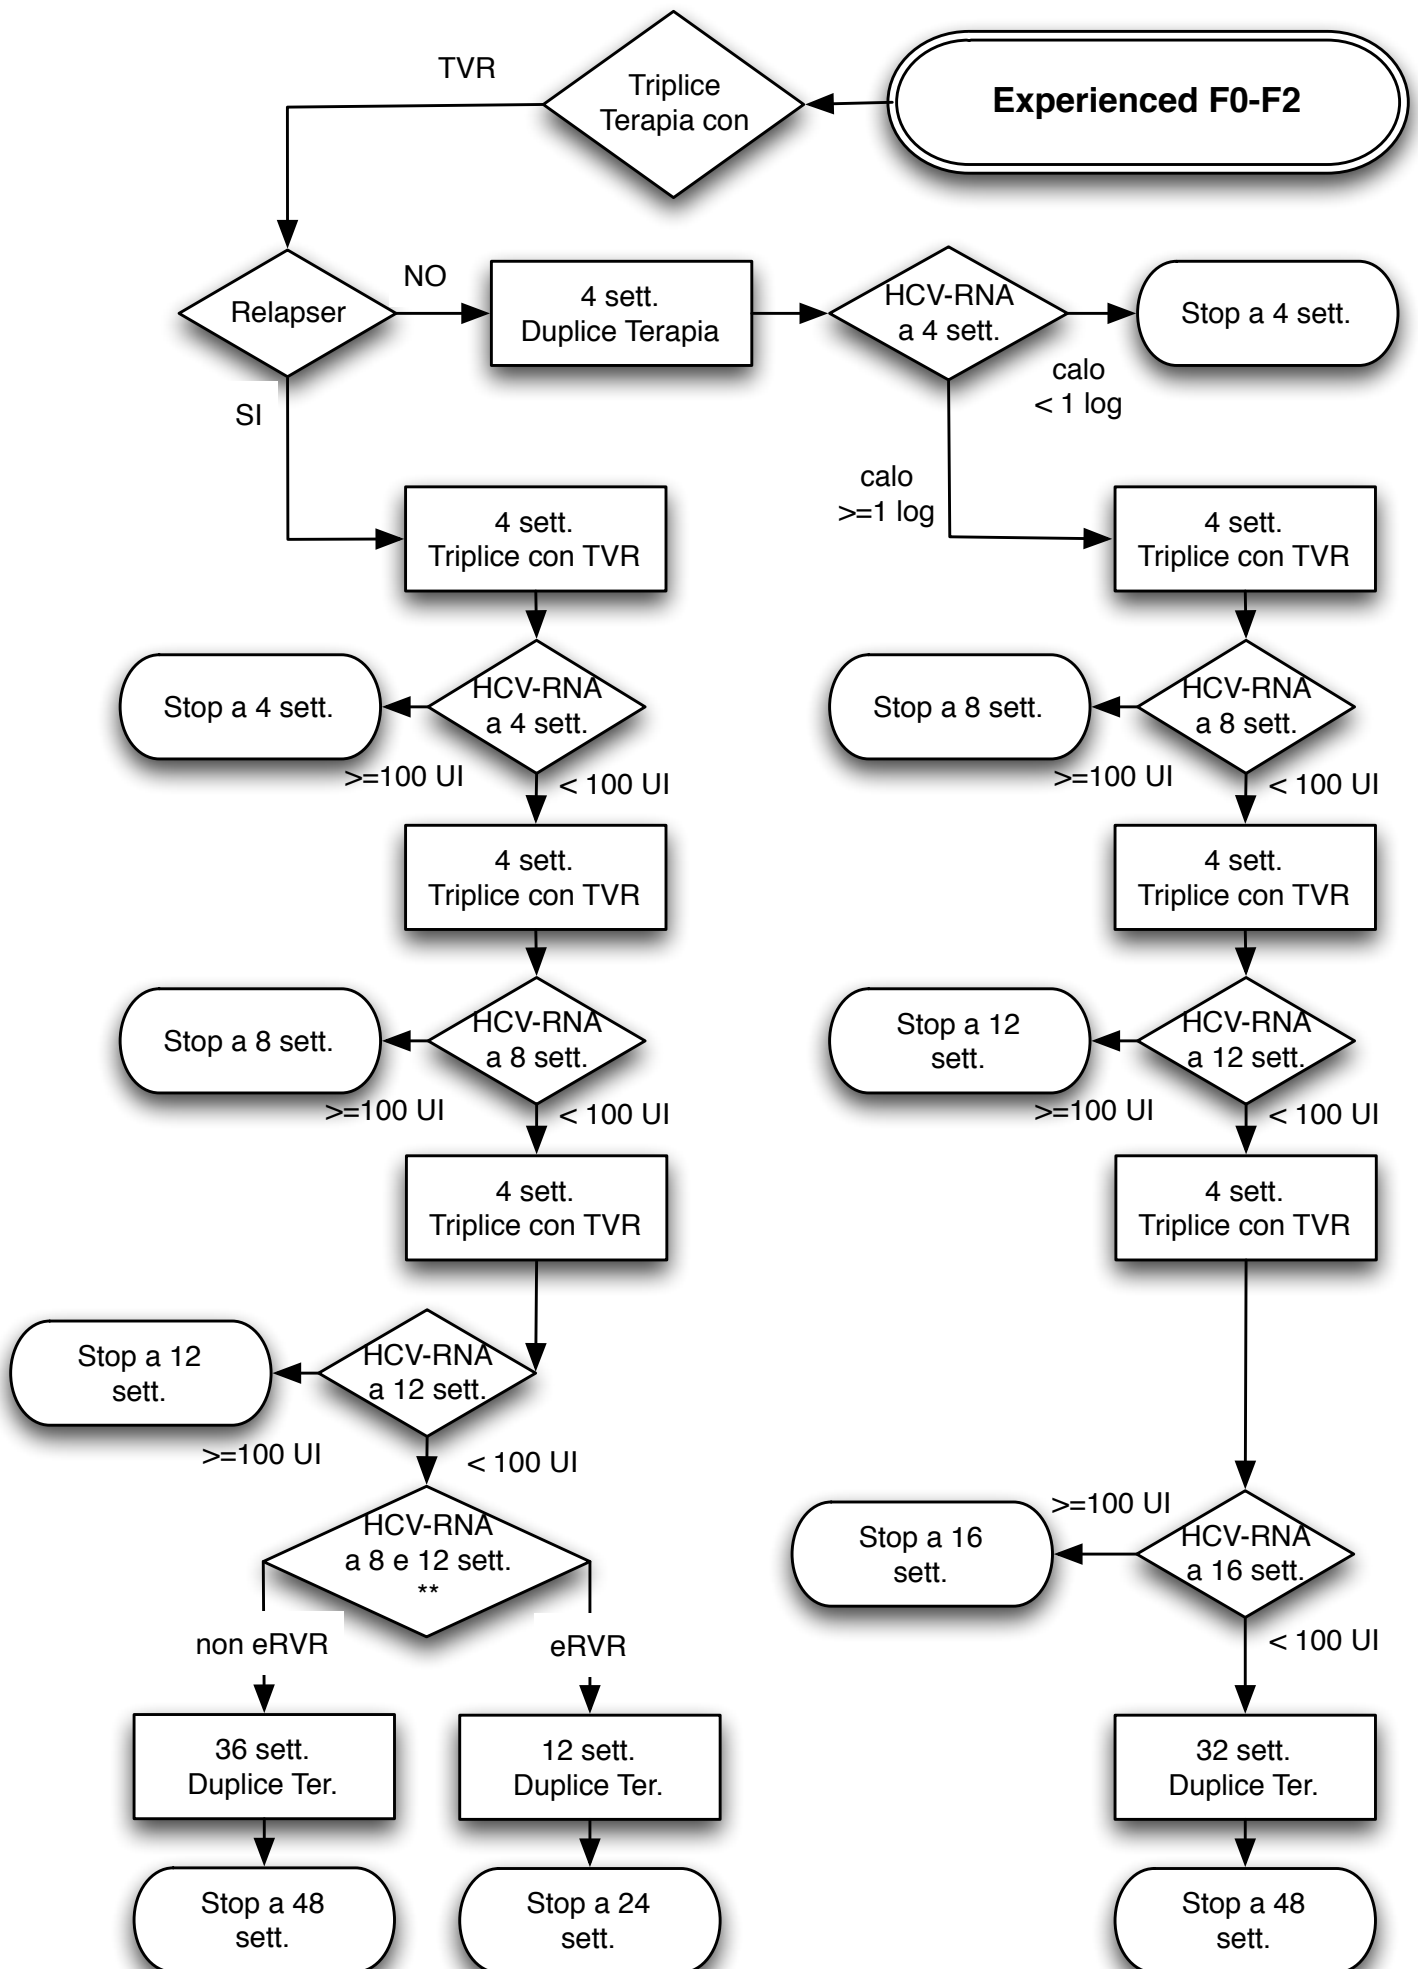 TVR
Triplice
Terapia con
Experienced F0-F2
Relapser
NO
4 sett.
Duplice Terapia
HCV-RNA
a 4 sett.
Stop a 4 sett.
calo
< 1 log
SI
calo
>=1 log
4 sett.
Triplice con TVR
4 sett.
Triplice con TVR
Stop a 4 sett.
HCV-RNA
a 4 sett.
>=100 UI
< 100 UI
Stop a 8 sett.
HCV-RNA
a 8 sett.
>=100 UI
< 100 UI
4 sett.
Triplice con TVR
4 sett.
Triplice con TVR
Stop a 8 sett.
HCV-RNA
a 8 sett.
>=100 UI
< 100 UI
Stop a 12
sett.
HCV-RNA
a 12 sett.
>=100 UI
< 100 UI
4 sett.
Triplice con TVR
4 sett.
Triplice con TVR
Stop a 12
sett.
HCV-RNA
a 12 sett.
>=100 UI
< 100 UI
HCV-RNA
a 8 e 12 sett.
**
>=100 UI
Stop a 16
sett.
HCV-RNA
a 16 sett.
< 100 UI
non eRVR
eRVR
36 sett.
Duplice Ter.
12 sett.
Duplice Ter.
32 sett.
Duplice Ter.
Stop a 48
sett.
Stop a 24
sett.
Stop a 48
sett.